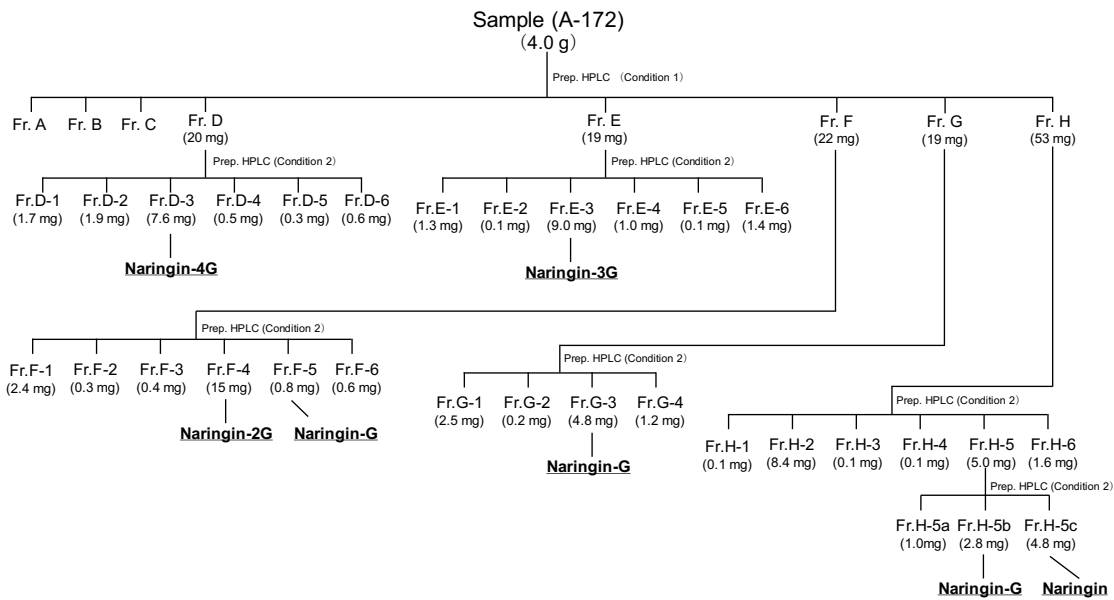 Sample (A-172)
(4.0 g)
Prep. HPLC (Condition 1)
Fr. A Fr. B Fr. C Fr. D Fr. E Fr. F Fr. G Fr. H
(20 mg) (19 mg) (22 mg) (19 mg) (53 mg)
Prep. HPLC (Condition 2) Prep. HPLC (Condition 2)
Fr.D-1 Fr.D-2 Fr.D-3 Fr.D-4 Fr.D-5 Fr.D-6 Fr.E-1 Fr.E-2 Fr.E-3 Fr.E-4 Fr.E-5 Fr.E-6
(1.7 mg) (1.9 mg) (7.6 mg) (0.5 mg) (0.3 mg) (0.6 mg) (1.3 mg) (0.1 mg) (9.0 mg) (1.0 mg) (0.1 mg) (1.4 mg)
Naringin-4G Naringin-3G
Prep. HPLC (Condition 2)
Fr.F-1 Fr.F-2 Fr.F-3 Fr.F-4 Fr.F-5 Fr.F-6
(2.4 mg) (0.3 mg) (0.4 mg) (15 mg) (0.8 mg) (0.6 mg)
Naringin-2G Naringin-G
Prep. HPLC (Condition 2)
Fr.G-1 Fr.G-2 Fr.G-3 Fr.G-4
(2.5 mg) (0.2 mg) (4.8 mg) (1.2 mg)
Naringin-G
Prep. HPLC (Condition 2)
Fr.H-1 Fr.H-2 Fr.H-3 Fr.H-4 Fr.H-5 Fr.H-6
(0.1 mg) (8.4 mg) (0.1 mg) (0.1 mg) (5.0 mg) (1.6 mg)
Prep. HPLC (Condition 2)
Fr.H-5a Fr.H-5b Fr.H-5c
(1.0mg) (2.8 mg) (4.8 mg)
Naringin-G Naringin